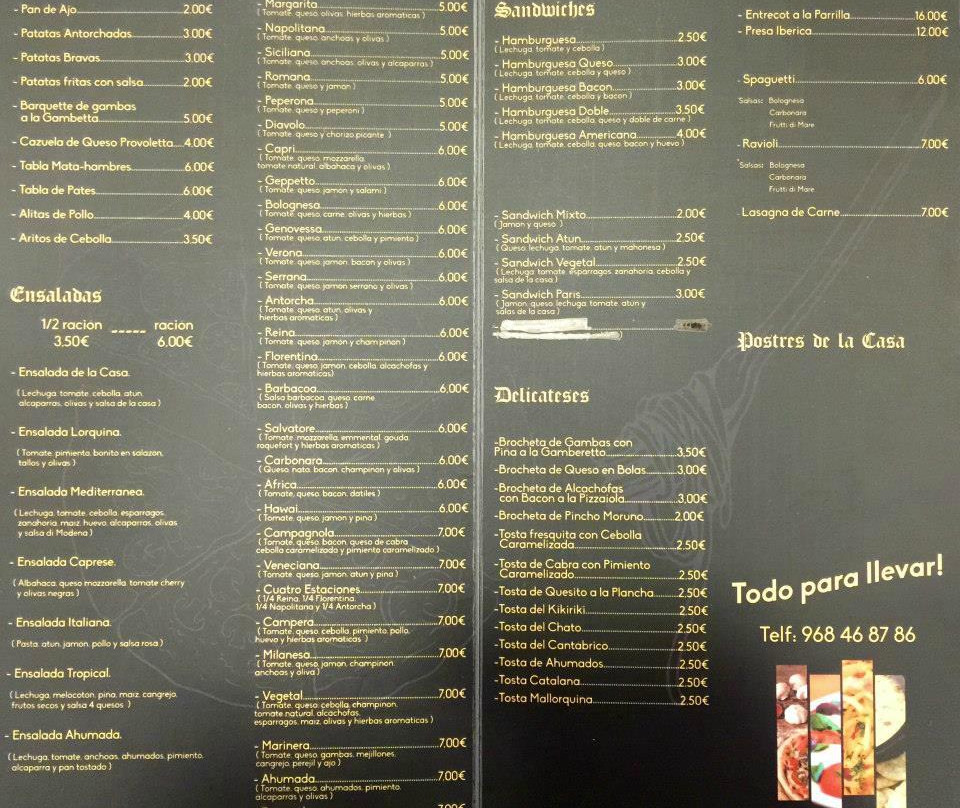 - Pan de Ajo 2.00€
- Patatas Antorchadas 3.00€
- Patatas Bravas 3.00€
- Patatas fritas con salsa 2.00€
- Barquette de gambas
a la Gambetta 5.00€
- Cazuela de Queso Provoletta 4.00€
- Tabla Mata-hambres 6.00€
- Tabla de Pates 6.00€
- Alitas de Pollo 4.00€
- Aritos de Cebolla 3.50€
Ensaladas
1/2 racion ----- racion
3.50€ 6.00€
- Ensalada de la Casa.
( Lechuga, tomate, cebolla, atun,
alcaparras, olivas y salsa de la casa )
- Ensalada Lorquina.
( Tomate, pimiento, bonito en salazon,
tallos y olivas )
- Ensalada Mediterranea.
( Lechuga, tomate, cebolla, esparragos,
zanahoria, maiz, huevo, alcaparras, olivas
y salsa di Modena )
- Ensalada Caprese.
( Albahaca, queso mozzarella, tomate cherry
y olivas negras )
- Ensalada Italiana.
( Pasta, atun, jamon, pollo y salsa rosa )
- Ensalada Tropical.
( Lechuga, melocoton, pina, maiz, cangrejo,
frutos secos y salsa 4 quesos )
- Ensalada Ahumada.
( Lechuga, tomate, anchoas, ahumados, pimiento,
alcaparra y pan tostado )
- Margarita 5.00€
( Tomate, queso, olivas, hierbas aromaticas )
- Napolitana 5.00€
( Tomate, queso, anchoas y olivas )
- Siciliana 5.00€
( Tomate, queso, anchoas, olivas y alcaparras )
- Romana 5.00€
( Tomate, queso y jamon )
- Peperona 5.00€
( Tomate, queso y peperoni )
- Diavolo 5.00€
( Tomate, queso y chorizo picante )
- Capri 6.00€
( Tomate, queso, mozzarella,
tomate natural, albahaca y olivas )
- Geppetto 6.00€
( Tomate, queso, jamon y salami )
- Bolognesa 6.00€
( Tomate, queso, carne, olivas y hierbas )
- Genovessa 6.00€
( Tomate, queso, atun, cebolla y pimiento )
- Verona 6.00€
( Tomate, queso, jamon, bacon y olivas )
- Serrana 6.00€
( Tomate, queso, jamon serrano y olivas )
- Antorcha 6.00€
( Tomate, queso, atun, olivas y
hierbas aromaticas )
- Reina 6.00€
( Tomate, queso, jamon y champinon )
- Florentina 6.00€
( Tomate, queso, jamon, cebolla, alcachofas y
hierbas aromaticas)
- Barbacoa 6.00€
( Salsa barbacoa, queso, carne
bacon, olivas y hierbas )
- Salvatore 6.00€
( Tomate, mozzarella, emmental, gouda,
roquefort y hierbas aromaticas )
- Carbonara 6.00€
( Queso, nata, bacon, champinon y olivas )
- Africa 6.00€
( Tomate, queso, bacon, datiles )
- Hawai 6.00€
( Tomate, queso, jamon y pina )
- Campagnola 7.00€
( Tomate, queso, bacon, queso de cabra
cebolla caramelizado y pimiento caramelizado )
- Veneciana 7.00€
( Tomate, queso, jamon, atun y pina )
- Cuatro Estaciones 7.00€
( 1/4 Reina, 1/4 Florentina,
1/4 Napolitana y 1/4 Antorcha )
- Campera 7.00€
( Tomate, queso, cebolla, pimiento, pollo,
huevo y hierbas aromaticas )
- Milanesa 7.00€
( Tomate, queso, jamon, champinon,
anchoas y oliva )
- Vegetal 7.00€
( Tomate, queso, cebolla, champinon,
tomate natural, alcachofas,
esparragos, maiz, olivas y hierbas aromaticas )
- Marinera 7.00€
( Tomate, queso, gambas, mejillones,
cangrejo, perejil y ajo )
- Ahumada 7.00€
( Tomate, queso, ahumados, pimiento,
alcaparras y olivas )
7.00€
Sandwiches
- Hamburguesa 2.50€
( Lechuga, tomate y cebolla )
- Hamburguesa Queso 3.00€
( Lechuga, tomate, cebolla y queso )
- Hamburguesa Bacon 3.00€
( Lechuga, tomate, cebolla y bacon )
- Hamburguesa Doble 3.50€
( Lechuga, tomate, cebolla, queso y doble de carne )
- Hamburguesa Americana 4.00€
( Lechuga, tomate, cebolla, queso, bacon y huevo )
- Sandwich Mixto 2.00€
( Jamon y queso )
- Sandwich Atun 2.50€
( Queso, lechuga, tomate, atun y mahonesa )
- Sandwich Vegetal 2.50€
( Lechuga, tomate, esparragos, zanahoria, cebolla y
salsa de la casa )
- Sandwich Paris 3.00€
( Jamon, queso, lechuga, tomate, atun y
salas de la casa )
Delicateses
-Brocheta de Gambas con
Pina a la Gamberetto 3.50€
-Brocheta de Queso en Bolas 3.00€
-Brocheta de Alcachofas
con Bacon a la Pizzaiola 3.00€
-Brocheta de Pincho Moruno 2.00€
-Tosta fresquita con Cebolla
Caramelizada 2.50€
-Tosta de Cabra con Pimiento
Caramelizado 2.50€
-Tosta de Quesito a la Plancha 2.50€
-Tosta del Kikiriki 2.50€
-Tosta del Chato 2.50€
-Tosta del Cantabrico 2.50€
-Tosta de Ahumados 2.50€
-Tosta Catalana 2.50€
-Tosta Mallorquina 2.50€
- Entrecot a la Parrilla 16.00€
- Presa Iberica 12.00€
- Spaguetti 6.00€
Salsas: Bolognesa
Carbonara
Frutti di Mare
- Ravioli 7.00€
Salsas: Bolognesa
Carbonara
Frutti di Mare
Lasagna de Carne 7.00€
Postres de la Casa
Todo para llevar!
Telf: 968 46 87 86